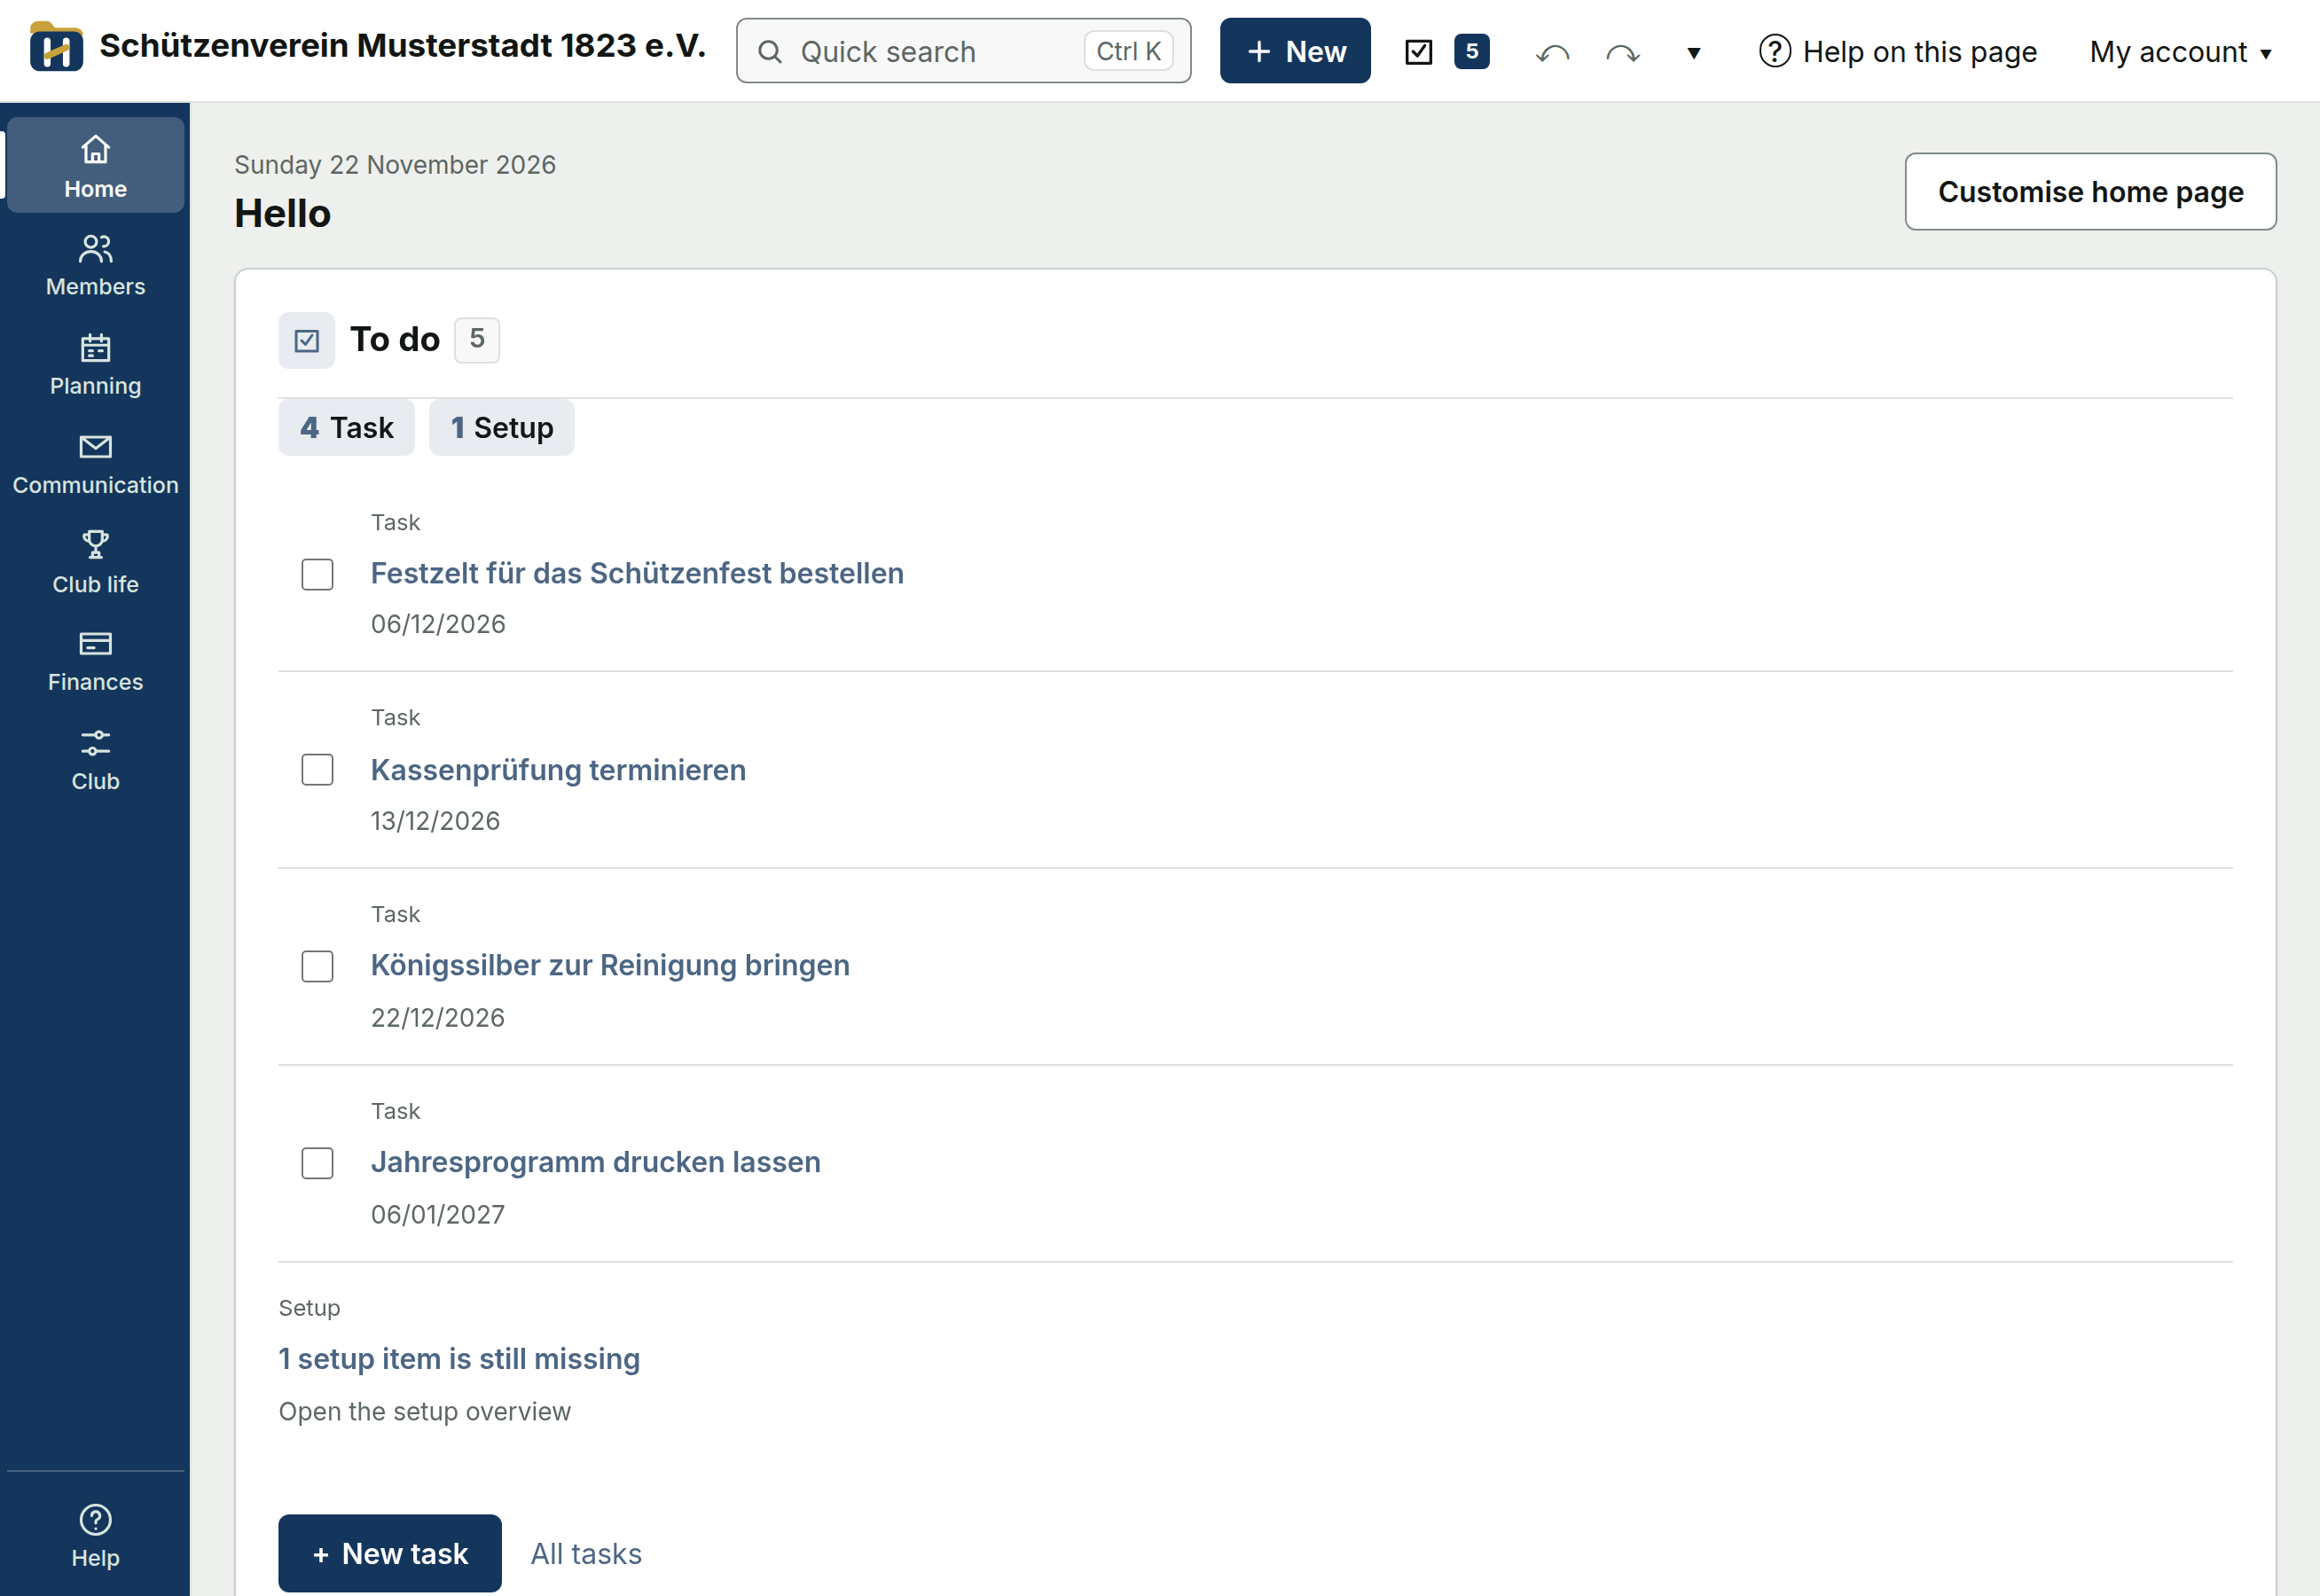 Schützenverein Musterstadt 1823 e.V.
Quick search
Ctrl K
+ New
5
Help on this page
My account
Home
Members
Planning
Communication
Club life
Finances
Club
Help
Sunday 22 November 2026
Hello
Customise home page
To do 5
4 Task
1 Setup
Task
Festzelt für das Schützenfest bestellen
06/12/2026
Task
Kassenprüfung terminieren
13/12/2026
Task
Königssilber zur Reinigung bringen
22/12/2026
Task
Jahresprogramm drucken lassen
06/01/2027
Setup
1 setup item is still missing
Open the setup overview
+ New task
All tasks